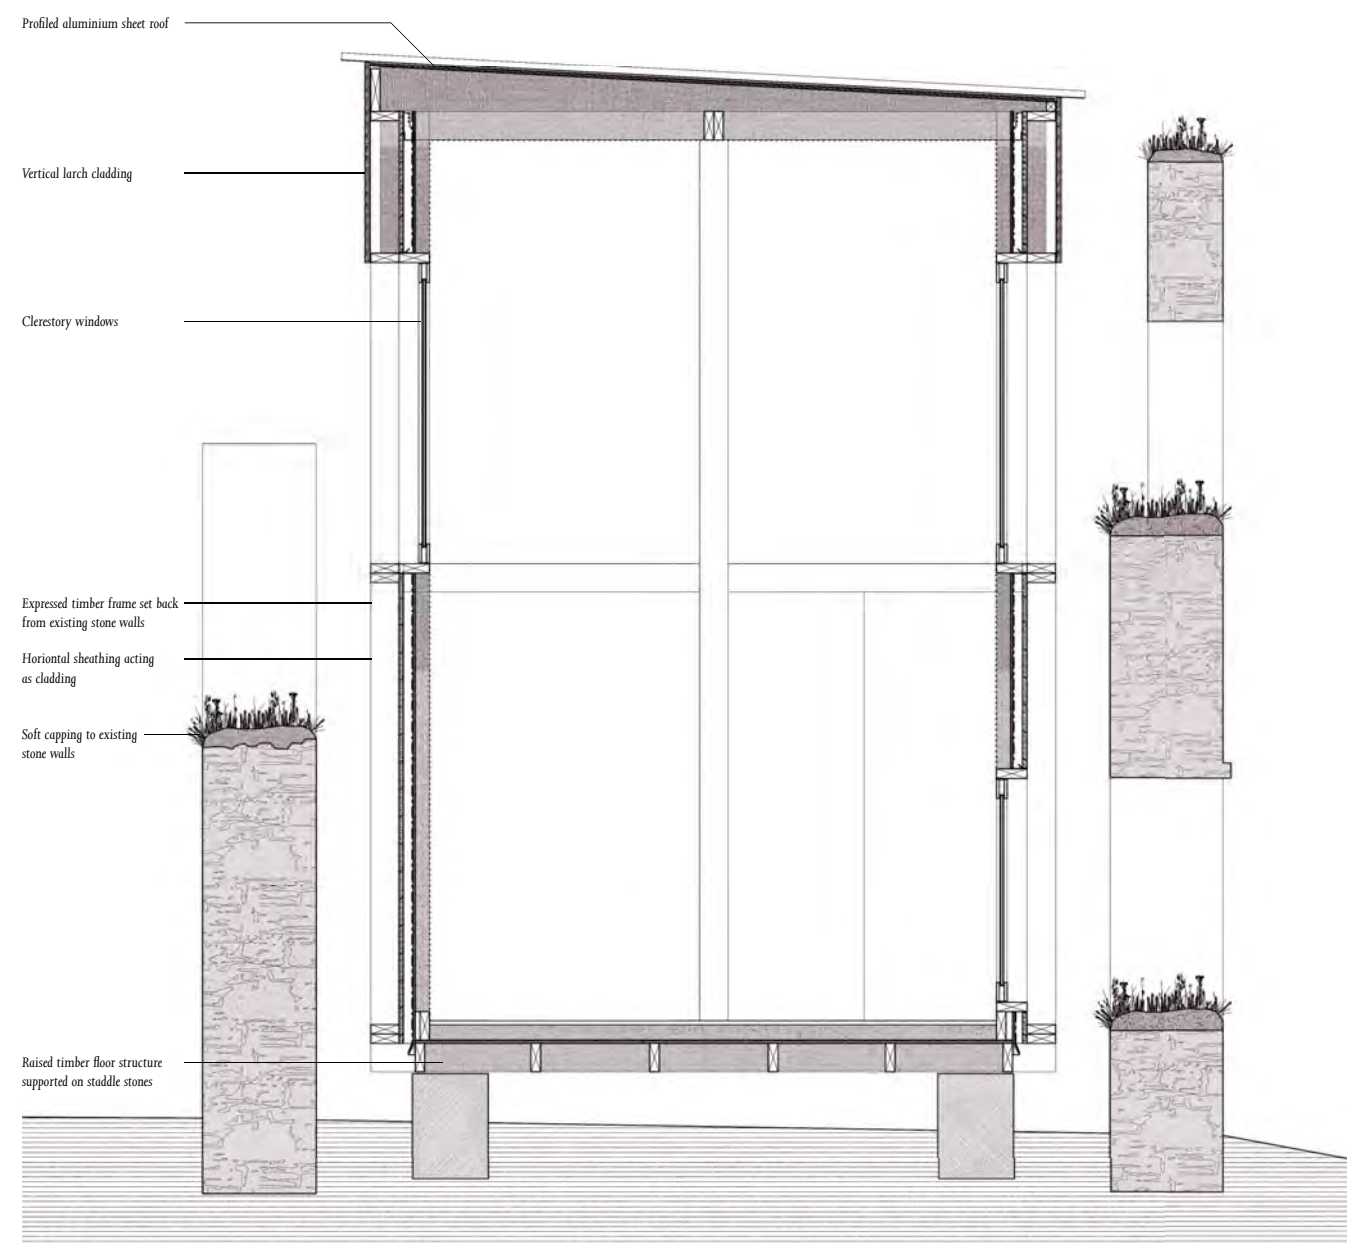 Profiled aluminium sheet roof
Vertical larch cladding
Clerestory windows
Expressed timber frame set back
from existing stone walls
Horiontal sheathing acting
as cladding
Soft capping to existing
stone walls
Raised timber floor structure
supported on staddle stones